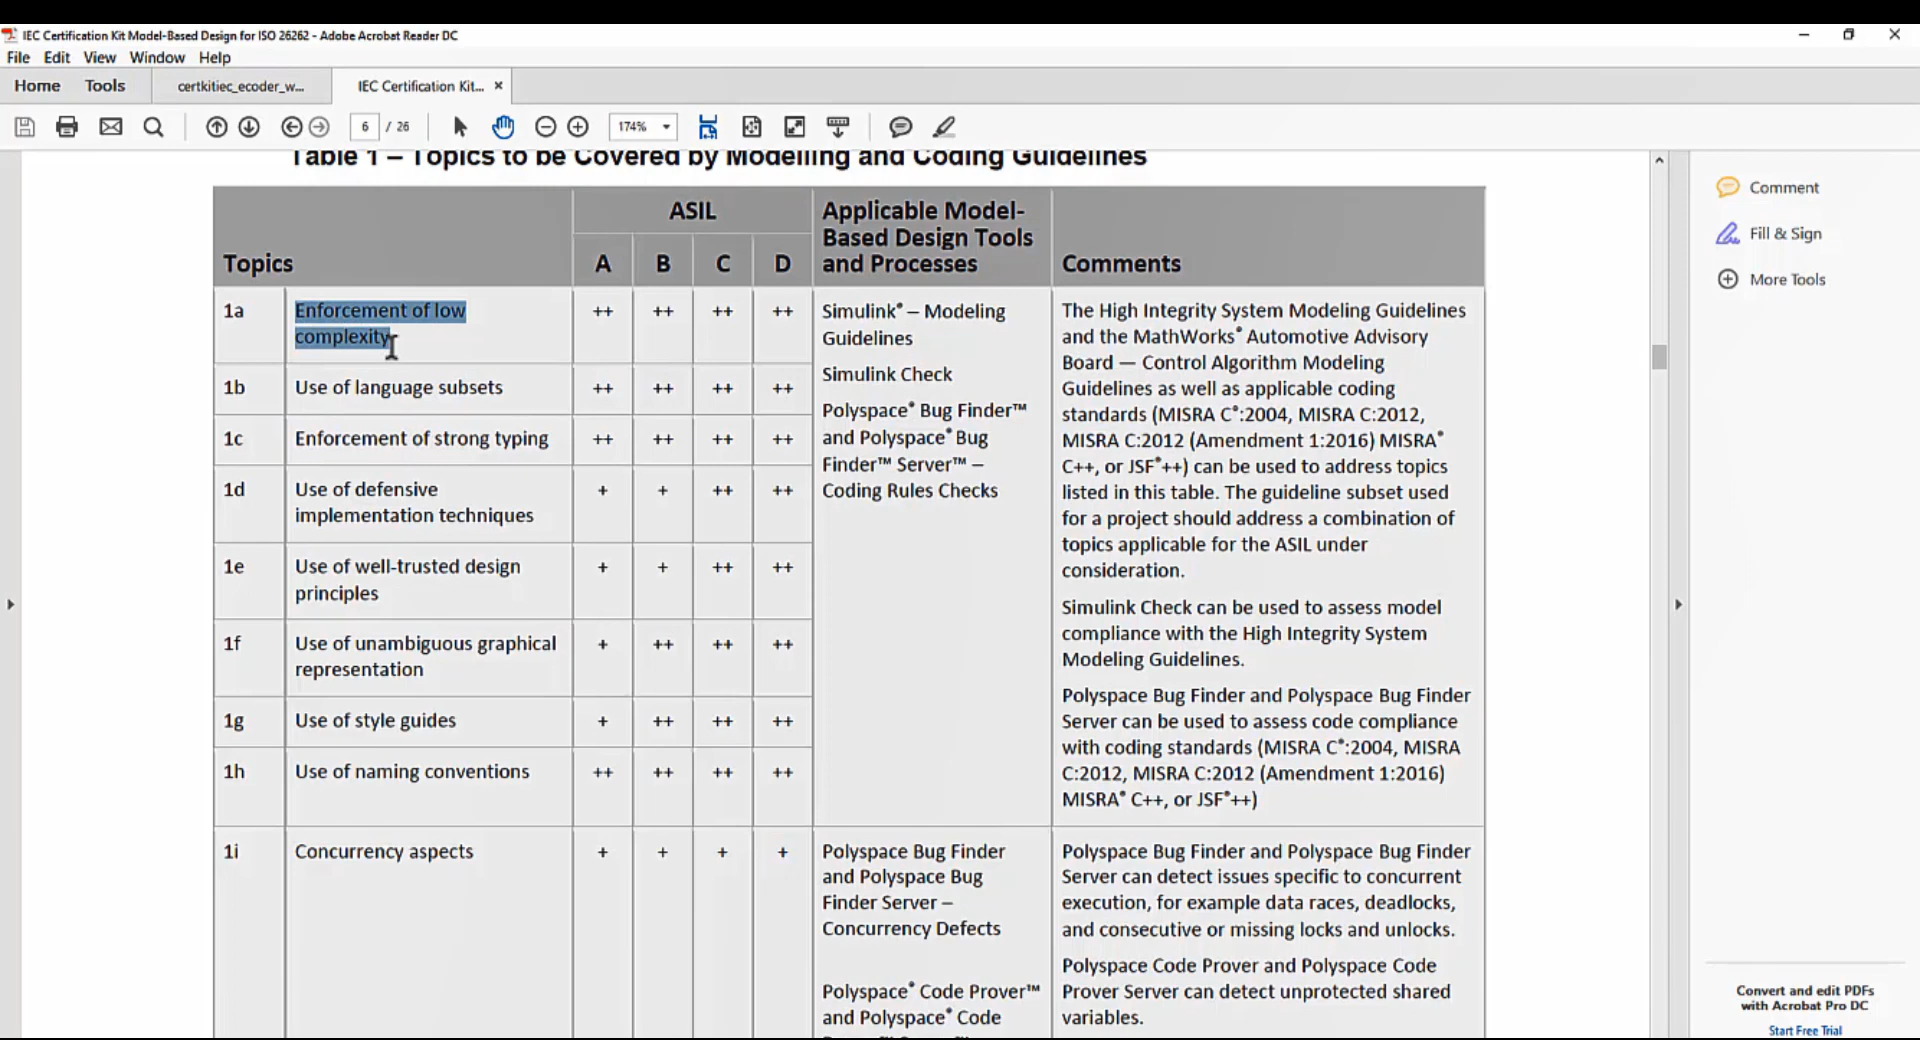 IEC Certification Kit Model-Based Design for ISO 26262 - Adobe Acrobat Reader DC
File Edit View Window Help
Home Tools certkitiec_ecoder_w... IEC Certification Kit... ×
6 / 26 174%
Table 1 – Topics to be Covered by Modelling and Coding Guidelines
Topics
ASIL
A B C D
Applicable Model-
Based Design Tools
and Processes
Comments
1a Enforcement of low
complexity
++ ++ ++ ++
1b Use of language subsets ++ ++ ++ ++
1c Enforcement of strong typing ++ ++ ++ ++
1d Use of defensive
implementation techniques
+ + ++ ++
1e Use of well-trusted design
principles
+ + ++ ++
1f Use of unambiguous graphical
representation
+ ++ ++ ++
1g Use of style guides + ++ ++ ++
1h Use of naming conventions ++ ++ ++ ++
Simulink® – Modeling
Guidelines
Simulink Check
Polyspace® Bug Finder™
and Polyspace® Bug
Finder™ Server™ –
Coding Rules Checks
The High Integrity System Modeling Guidelines
and the MathWorks® Automotive Advisory
Board — Control Algorithm Modeling
Guidelines as well as applicable coding
standards (MISRA C®:2004, MISRA C:2012,
MISRA C:2012 (Amendment 1:2016) MISRA®
C++, or JSF®++) can be used to address topics
listed in this table. The guideline subset used
for a project should address a combination of
topics applicable for the ASIL under
consideration.
Simulink Check can be used to assess model
compliance with the High Integrity System
Modeling Guidelines.
Polyspace Bug Finder and Polyspace Bug Finder
Server can be used to assess code compliance
with coding standards (MISRA C®:2004, MISRA
C:2012, MISRA C:2012 (Amendment 1:2016)
MISRA® C++, or JSF®++)
1i Concurrency aspects + + + +
Polyspace Bug Finder
and Polyspace Bug
Finder Server –
Concurrency Defects
Polyspace® Code Prover™
and Polyspace® Code
Polyspace Bug Finder and Polyspace Bug Finder
Server can detect issues specific to concurrent
execution, for example data races, deadlocks,
and consecutive or missing locks and unlocks.
Polyspace Code Prover and Polyspace Code
Prover Server can detect unprotected shared
variables.
Comment
Fill & Sign
More Tools
Convert and edit PDFs
with Acrobat Pro DC
Start Free Trial